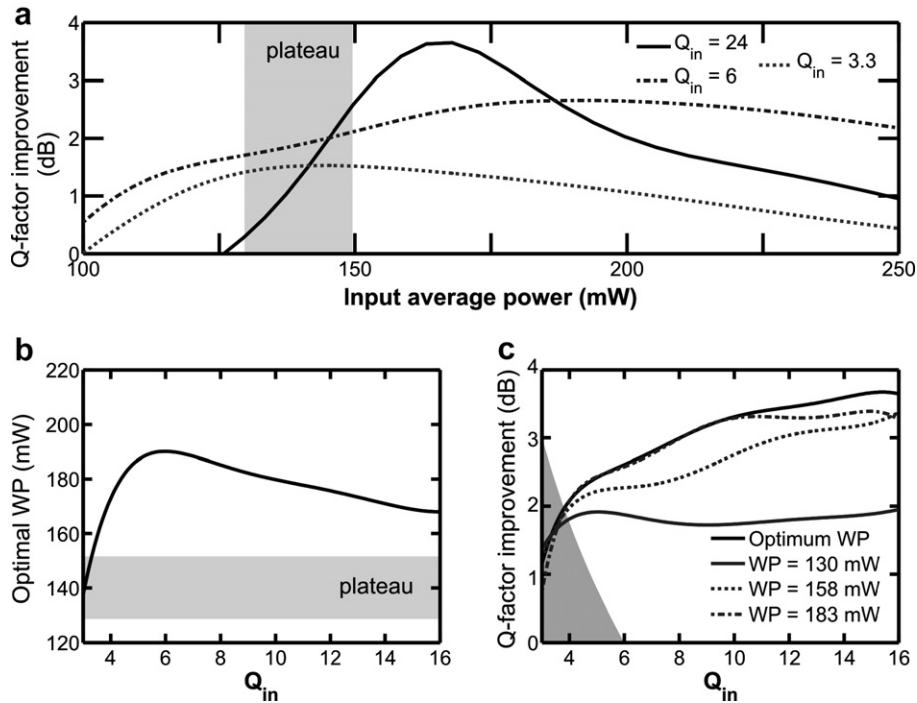 a
Q-factor improvement
(dB)
4
3
2
1
0
plateau
Q_in = 24
Q_in = 6
Q_in = 3.3
100
150
200
250
Input average power (mW)
b
Optimal WP (mW)
220
200
180
160
140
120
plateau
4
6
8
10
12
14
16
Q_in
c
Q-factor improvement (dB)
4
3
2
1
0
Optimum WP
WP = 130 mW
WP = 158 mW
WP = 183 mW
4
6
8
10
12
14
16
Q_in